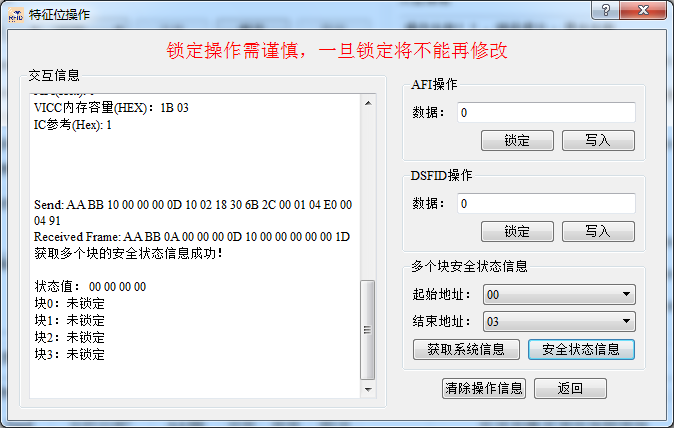 特征位操作
锁定操作需谨慎，一旦锁定将不能再修改
交互信息
VICC内存容量(HEX)：1B 03
IC参考(Hex): 1
Send: AA BB 10 00 00 00 0D 10 02 18 30 6B 2C 00 01 04 E0 00
04 91
Received Frame: AA BB 0A 00 00 00 0D 10 00 00 00 00 00 1D
获取多个块的安全状态信息成功！
状态值： 00 00 00 00
块0：未锁定
块1：未锁定
块2：未锁定
块3：未锁定
AFI操作
数据： 0
锁定 写入
DSFID操作
数据： 0
锁定 写入
多个块安全状态信息
起始地址： 00
结束地址： 03
获取系统信息 安全状态信息
清除操作信息 返回